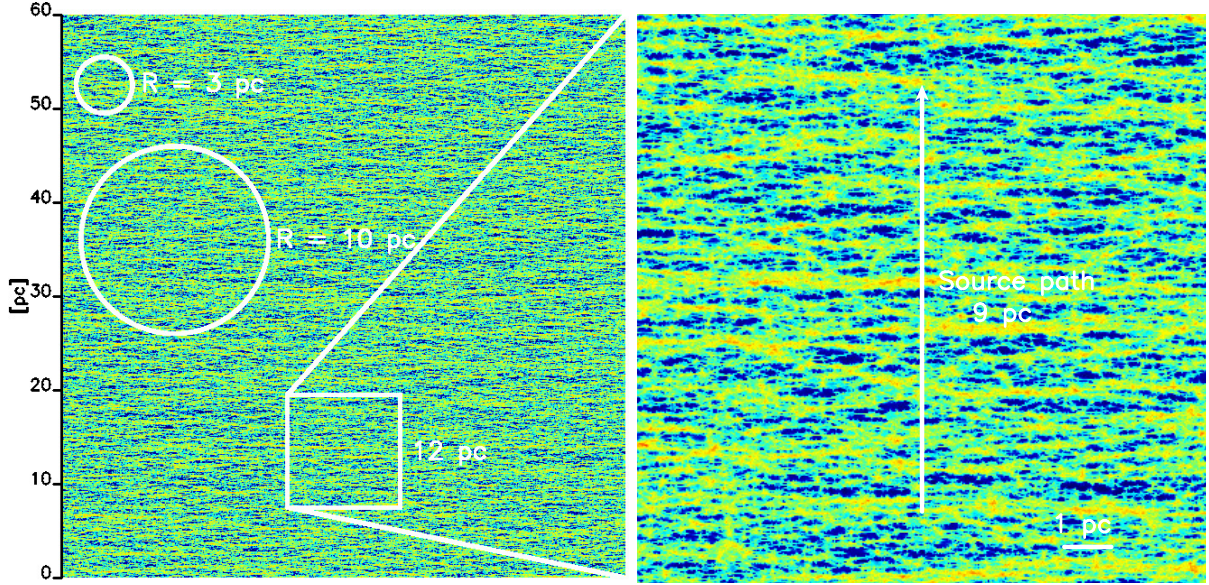 60
50
40
30
20
10
0
[pc]
R = 3 pc
R = 10 pc
12 pc
Source path
9 pc
1 pc